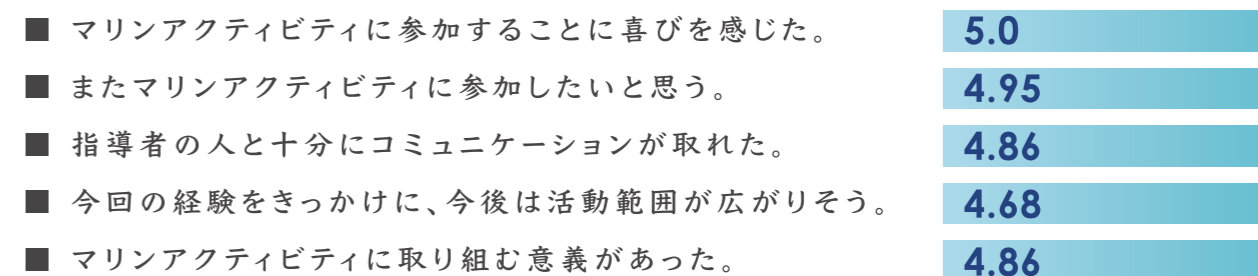 ■ マリンアクティビティに参加することに喜びを感じた。 5.0
■ またマリンアクティビティに参加したいと思う。 4.95
■ 指導者の人と十分にコミュニケーションが取れた。 4.86
■ 今回の経験をきっかけに、今後は活動範囲が広がりそう。 4.68
■ マリンアクティビティに取り組む意義があった。 4.86